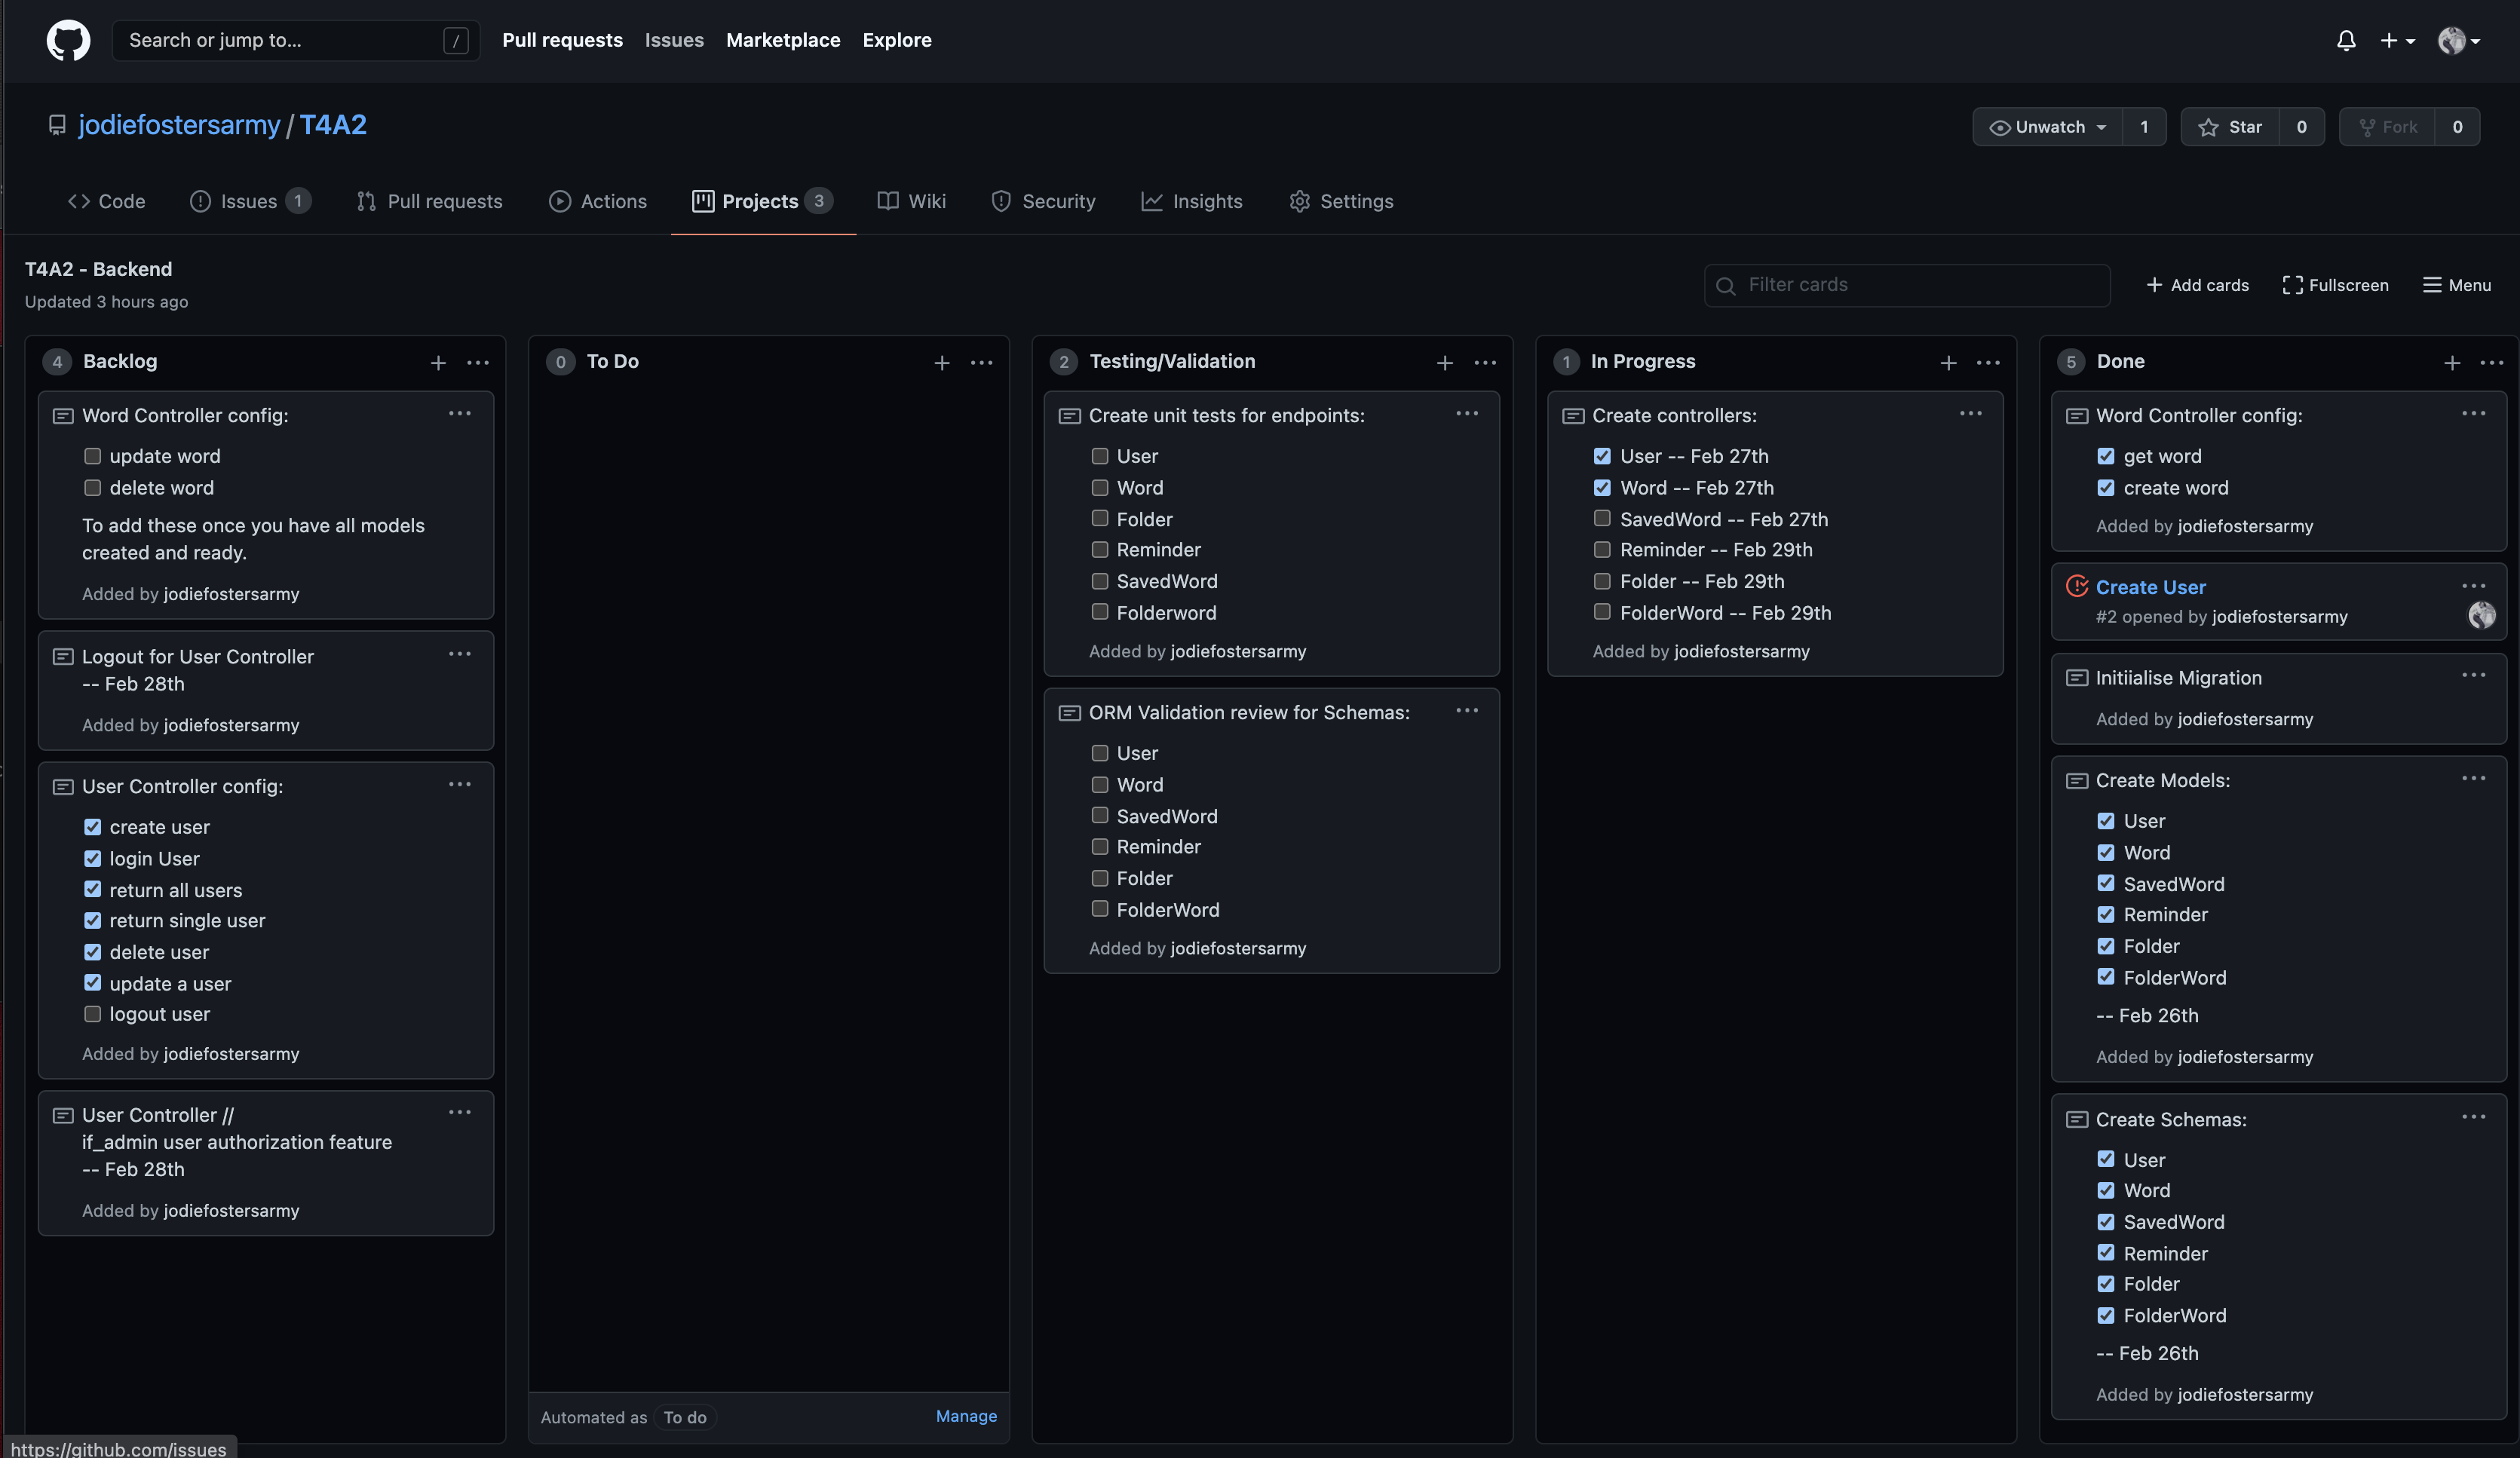 Search or jump to...
/
Pull requests
Issues
Marketplace
Explore
jodiefostersarmy / T4A2
Unwatch
1
Star
0
Fork
0
Code
Issues
1
Pull requests
Actions
Projects
3
Wiki
Security
Insights
Settings
T4A2 - Backend
Updated 3 hours ago
Filter cards
Add cards
Fullscreen
Menu
4
Backlog
Word Controller config:
update word
delete word
To add these once you have all models
created and ready.
Added by jodiefostersarmy
Logout for User Controller
-- Feb 28th
Added by jodiefostersarmy
User Controller config:
create user
login User
return all users
return single user
delete user
update a user
logout user
Added by jodiefostersarmy
User Controller //
if_admin user authorization feature
-- Feb 28th
Added by jodiefostersarmy
0
To Do
Automated as
To do
Manage
2
Testing/Validation
Create unit tests for endpoints:
User
Word
Folder
Reminder
SavedWord
Folderword
Added by jodiefostersarmy
ORM Validation review for Schemas:
User
Word
SavedWord
Reminder
Folder
FolderWord
Added by jodiefostersarmy
1
In Progress
Create controllers:
User -- Feb 27th
Word -- Feb 27th
SavedWord -- Feb 27th
Reminder -- Feb 29th
Folder -- Feb 29th
FolderWord -- Feb 29th
Added by jodiefostersarmy
5
Done
Word Controller config:
get word
create word
Added by jodiefostersarmy
Create User
#2 opened by jodiefostersarmy
Initiialise Migration
Added by jodiefostersarmy
Create Models:
User
Word
SavedWord
Reminder
Folder
FolderWord
-- Feb 26th
Added by jodiefostersarmy
Create Schemas:
User
Word
SavedWord
Reminder
Folder
FolderWord
-- Feb 26th
Added by jodiefostersarmy
https://github.com/issues